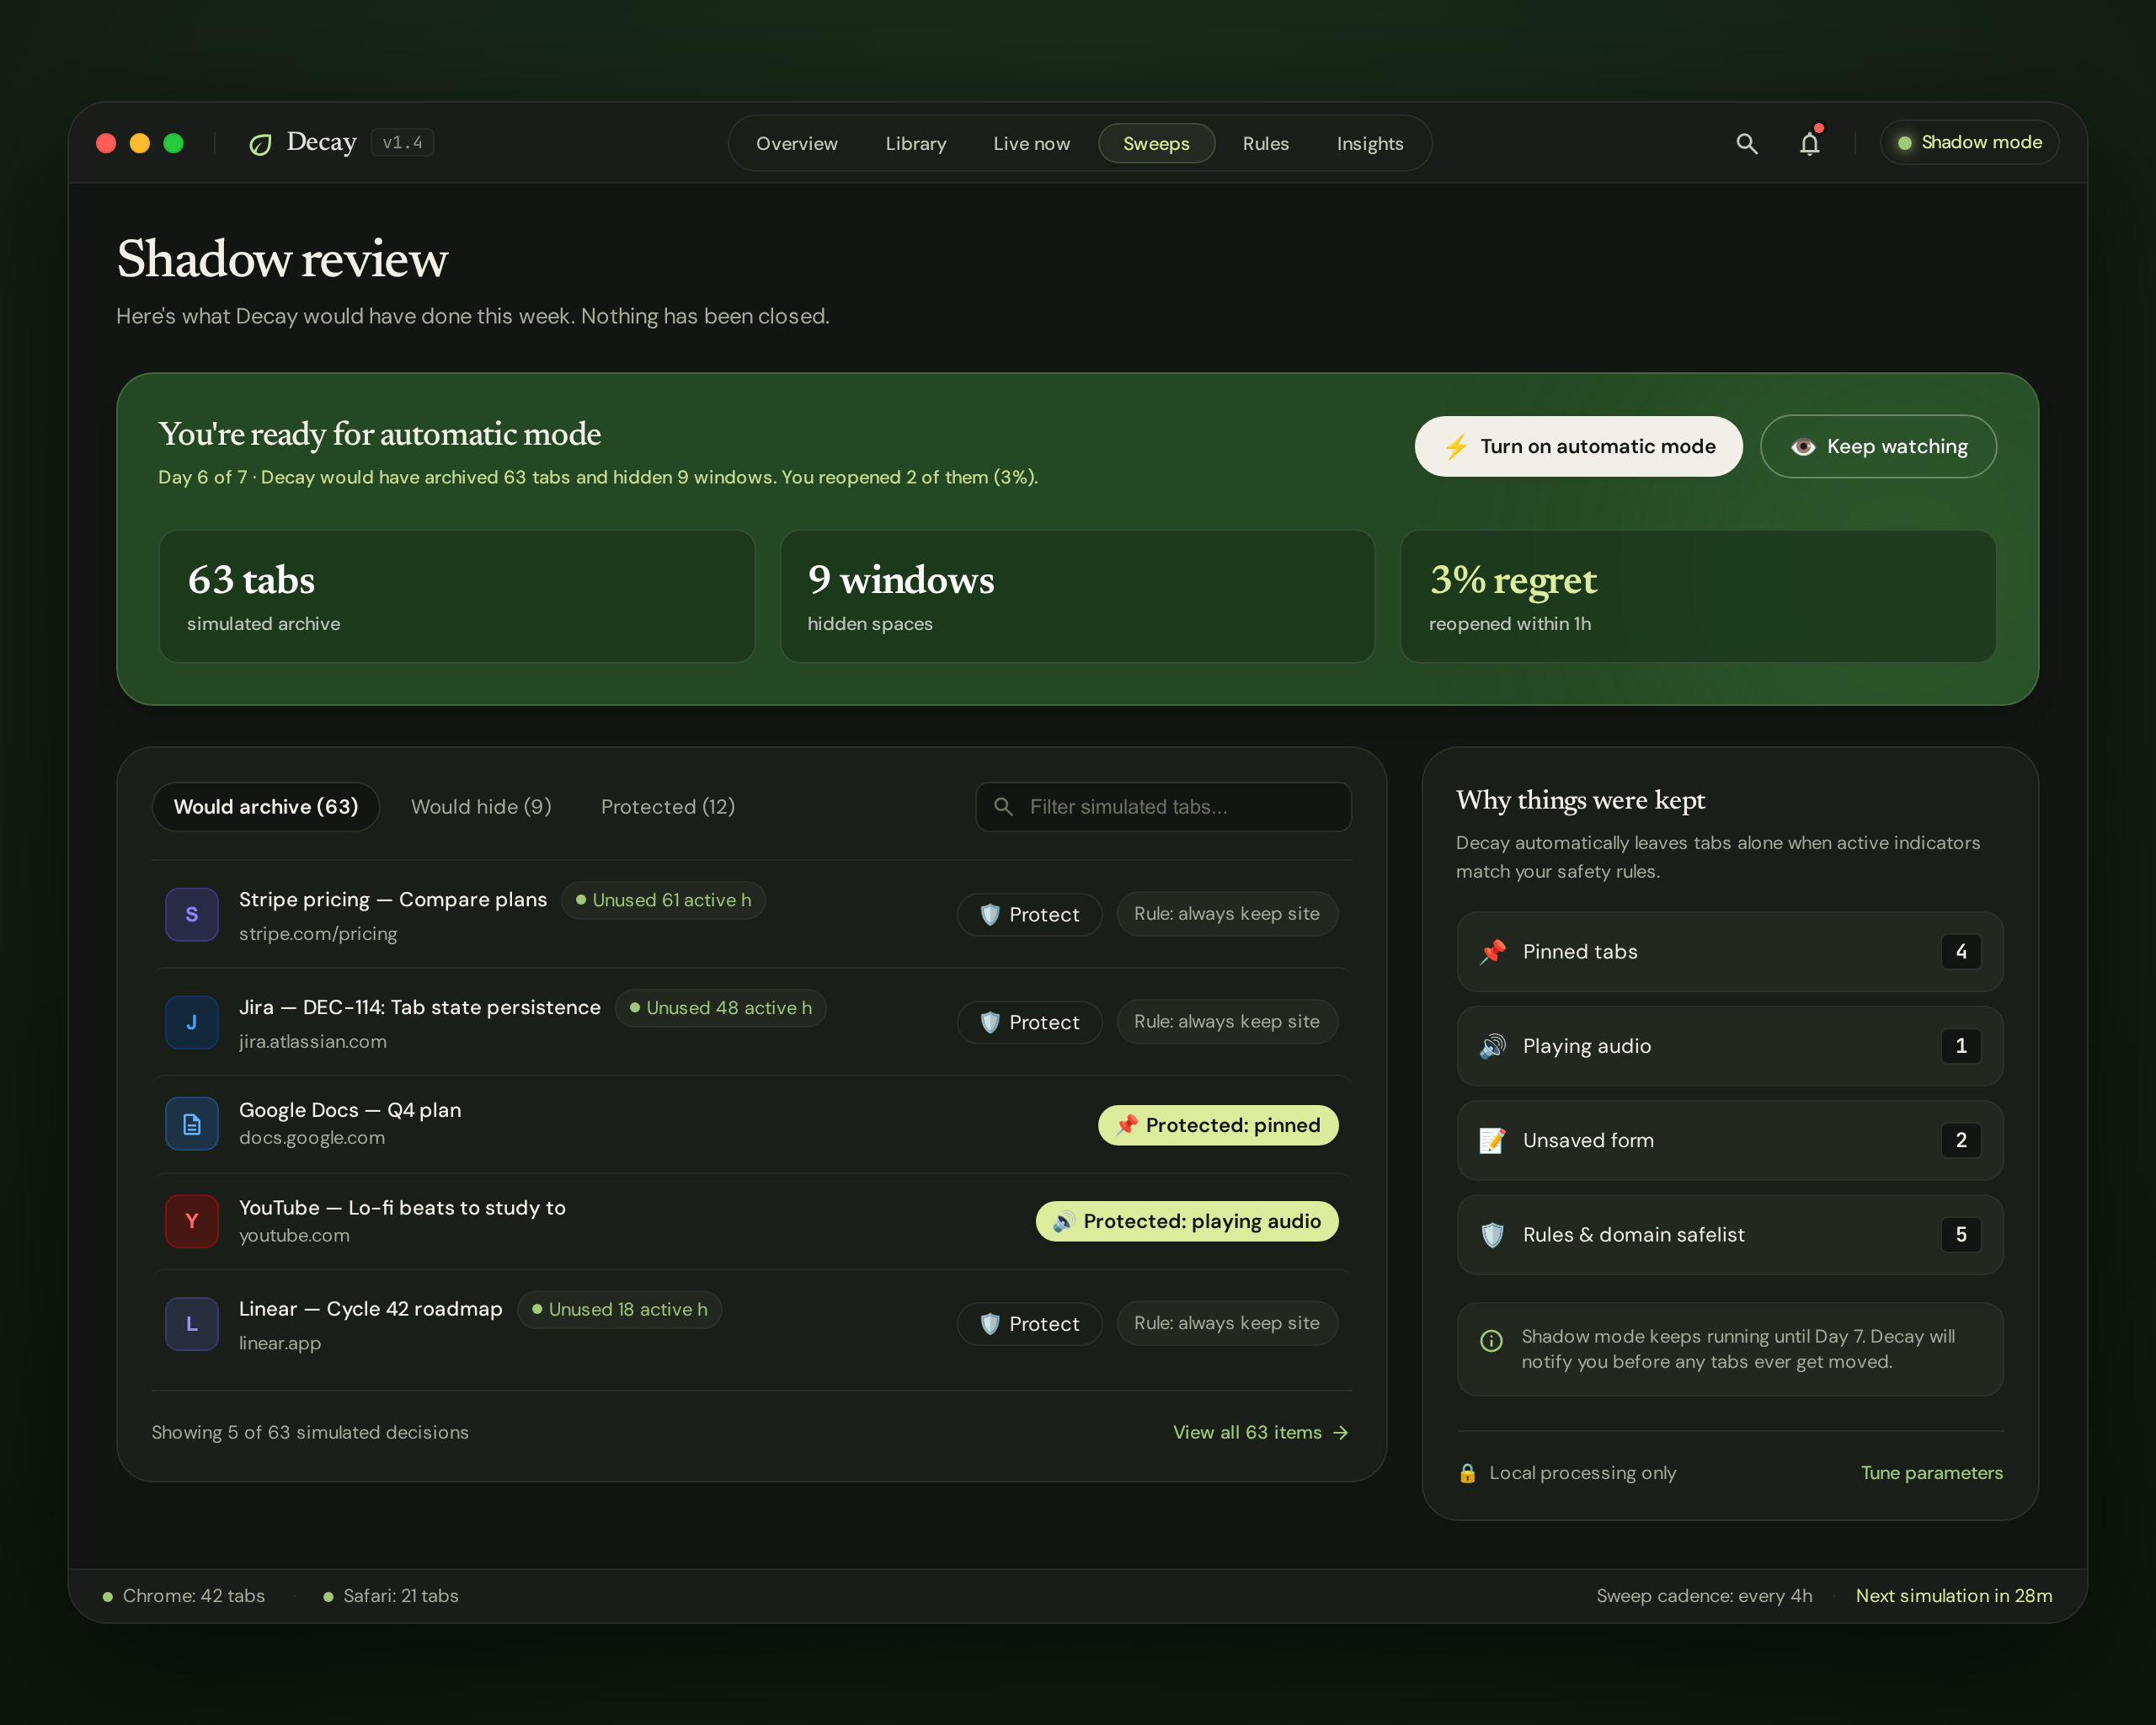 Decay v1.4
Overview Library Live now Sweeps Rules Insights
Shadow mode
Shadow review
Here's what Decay would have done this week. Nothing has been closed.
You're ready for automatic mode
Day 6 of 7 · Decay would have archived 63 tabs and hidden 9 windows. You reopened 2 of them (3%).
⚡ Turn on automatic mode
👁️ Keep watching
63 tabs
simulated archive
9 windows
hidden spaces
3% regret
reopened within 1h
Would archive (63) Would hide (9) Protected (12)
Filter simulated tabs...
S
Stripe pricing — Compare plans
Unused 61 active h
stripe.com/pricing
🛡️ Protect
Rule: always keep site
J
Jira — DEC-114: Tab state persistence
Unused 48 active h
jira.atlassian.com
🛡️ Protect
Rule: always keep site
Google Docs — Q4 plan
docs.google.com
📌 Protected: pinned
Y
YouTube — Lo-fi beats to study to
youtube.com
🔊 Protected: playing audio
L
Linear — Cycle 42 roadmap
Unused 18 active h
linear.app
🛡️ Protect
Rule: always keep site
Showing 5 of 63 simulated decisions
View all 63 items →
Why things were kept
Decay automatically leaves tabs alone when active indicators
match your safety rules.
📌 Pinned tabs 4
🔊 Playing audio 1
📝 Unsaved form 2
🛡️ Rules & domain safelist 5
Shadow mode keeps running until Day 7. Decay will
notify you before any tabs ever get moved.
🔒 Local processing only
Tune parameters
Chrome: 42 tabs · Safari: 21 tabs
Sweep cadence: every 4h · Next simulation in 28m